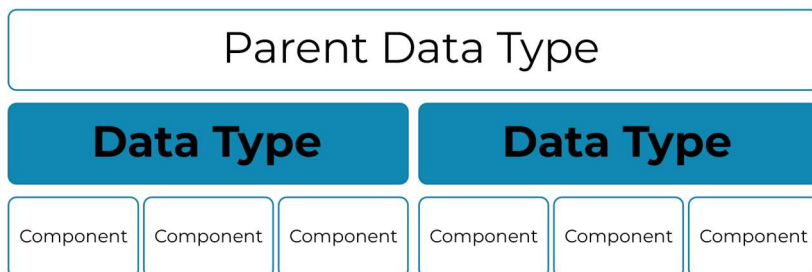 Parent Data Type
Data Type Data Type
Component Component Component Component Component Component